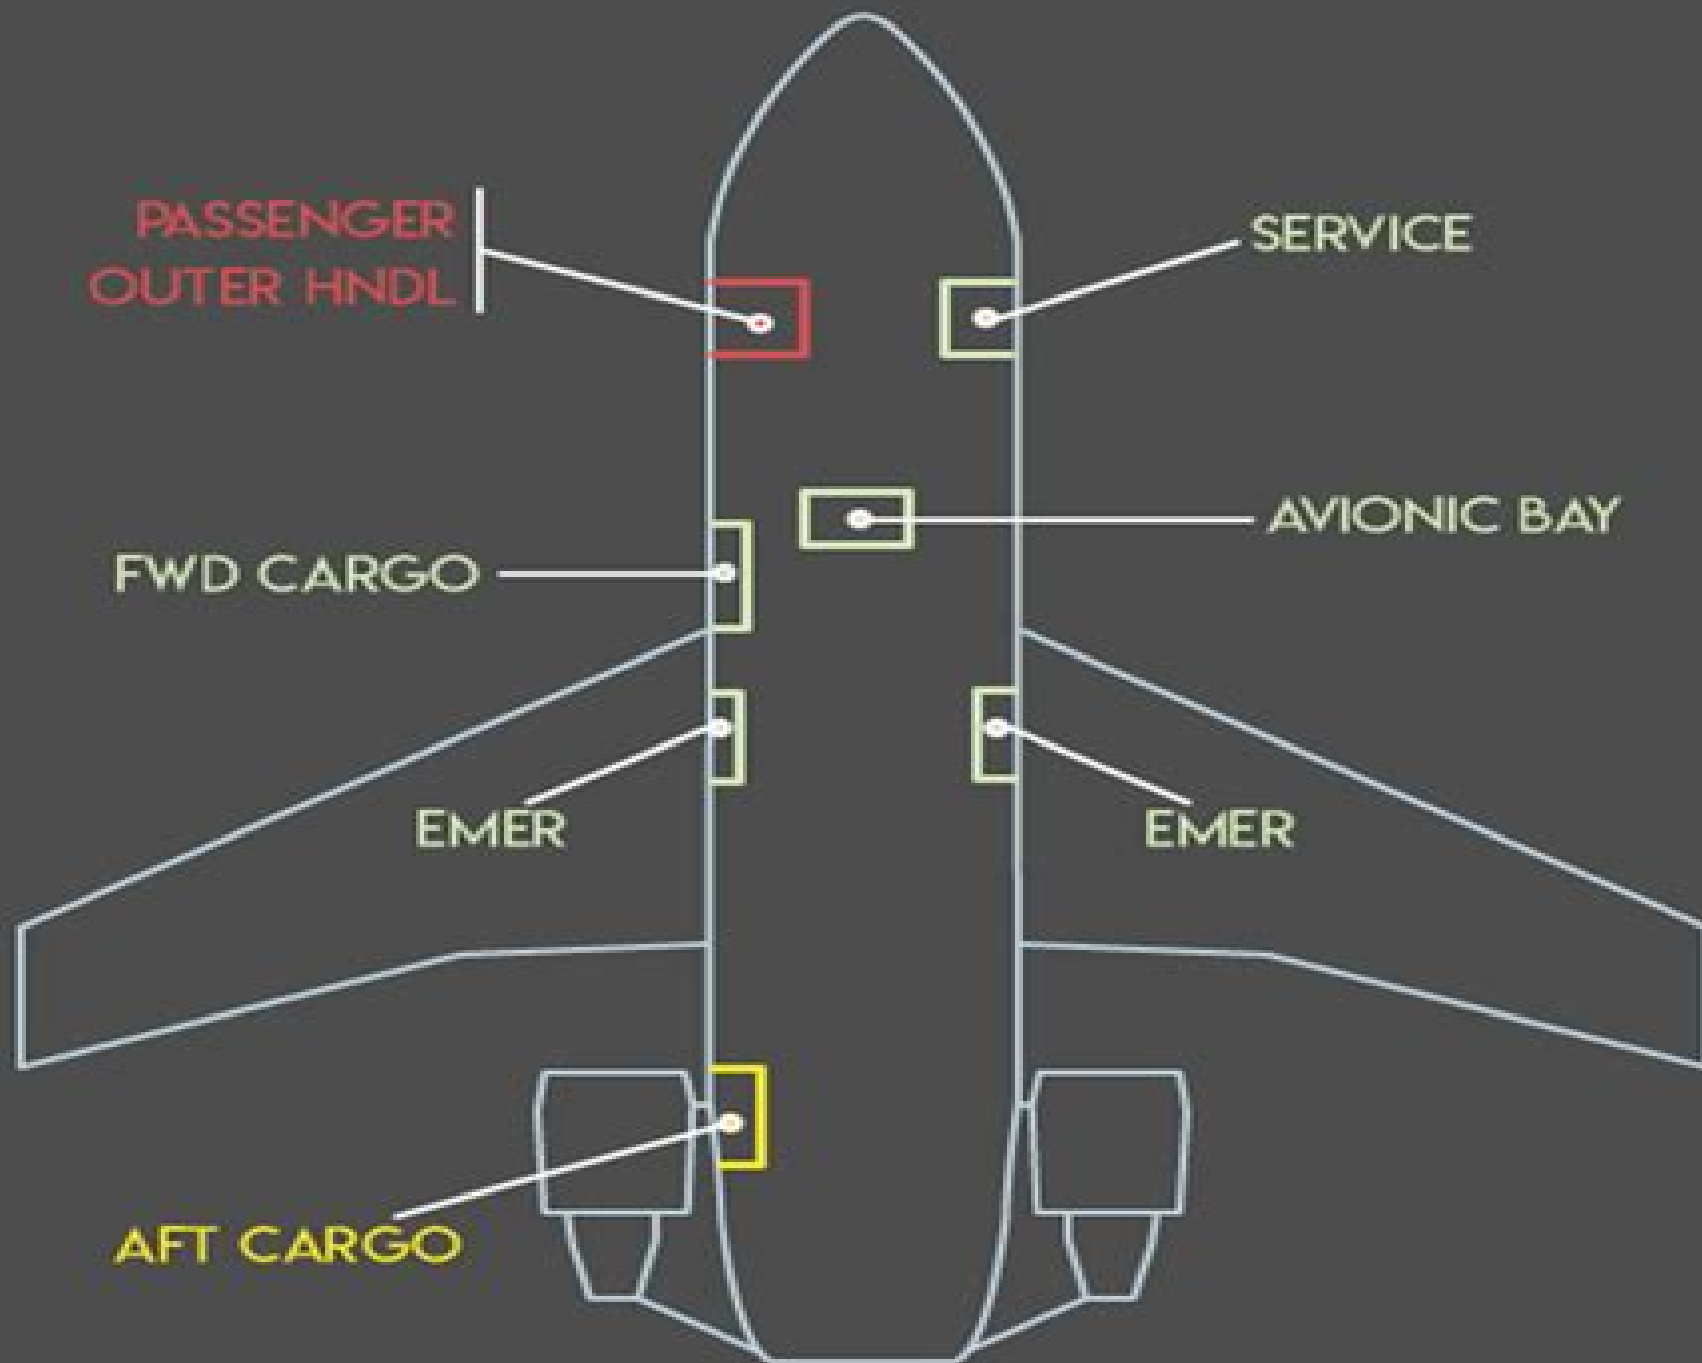 PASSENGER
OUTER HNDL
SERVICE
AVIONIC BAY
FWD CARGO
EMER
EMER
AFT CARGO